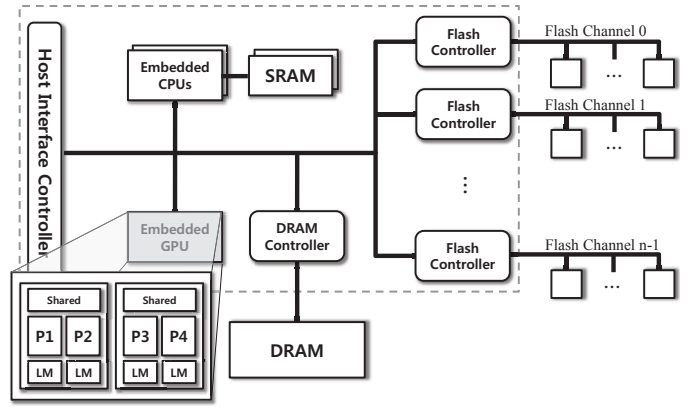 Host Interface Controller
Embedded
CPUs
SRAM
Flash
Controller
Flash Channel 0
...
Flash
Controller
Flash Channel 1
...
...
Embedded
GPU
DRAM
Controller
Flash
Controller
Flash Channel n-1
...
Shared
Shared
P1 P2 P3 P4
LM LM LM LM
DRAM